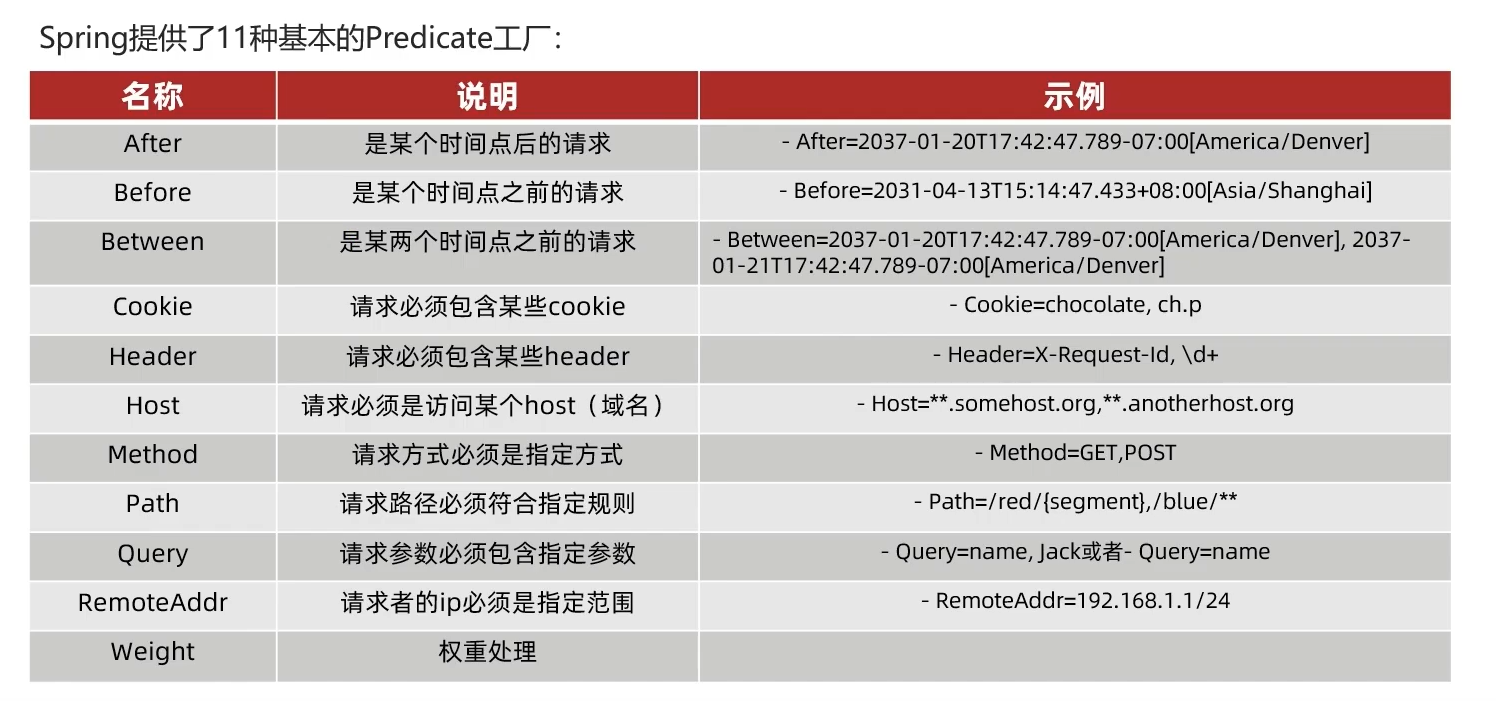 Spring提供了11种基本的Predicate工厂：
名称 说明 示例
After 是某个时间点后的请求 - After=2037-01-20T17:42:47.789-07:00[America/Denver]
Before 是某个时间点之前的请求 - Before=2031-04-13T15:14:47.433+08:00[Asia/Shanghai]
Between 是某两个时间点之前的请求 - Between=2037-01-20T17:42:47.789-07:00[America/Denver], 2037-
01-21T17:42:47.789-07:00[America/Denver]
Cookie 请求必须包含某些cookie - Cookie=chocolate, ch.p
Header 请求必须包含某些header - Header=X-Request-Id, \d+
Host 请求必须是访问某个host（域名） - Host=**.somehost.org,**.anotherhost.org
Method 请求方式必须是指定方式 - Method=GET,POST
Path 请求路径必须符合指定规则 - Path=/red/{segment},/blue/**
Query 请求参数必须包含指定参数 - Query=name, Jack或者- Query=name
RemoteAddr 请求者的ip必须是指定范围 - RemoteAddr=192.168.1.1/24
Weight 权重处理